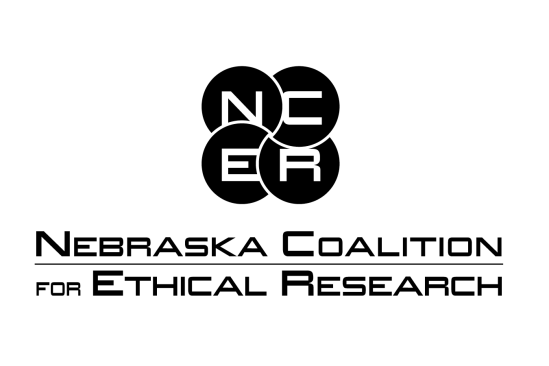 NC
ER
NEBRASKA COALITION
FOR ETHICAL RESEARCH